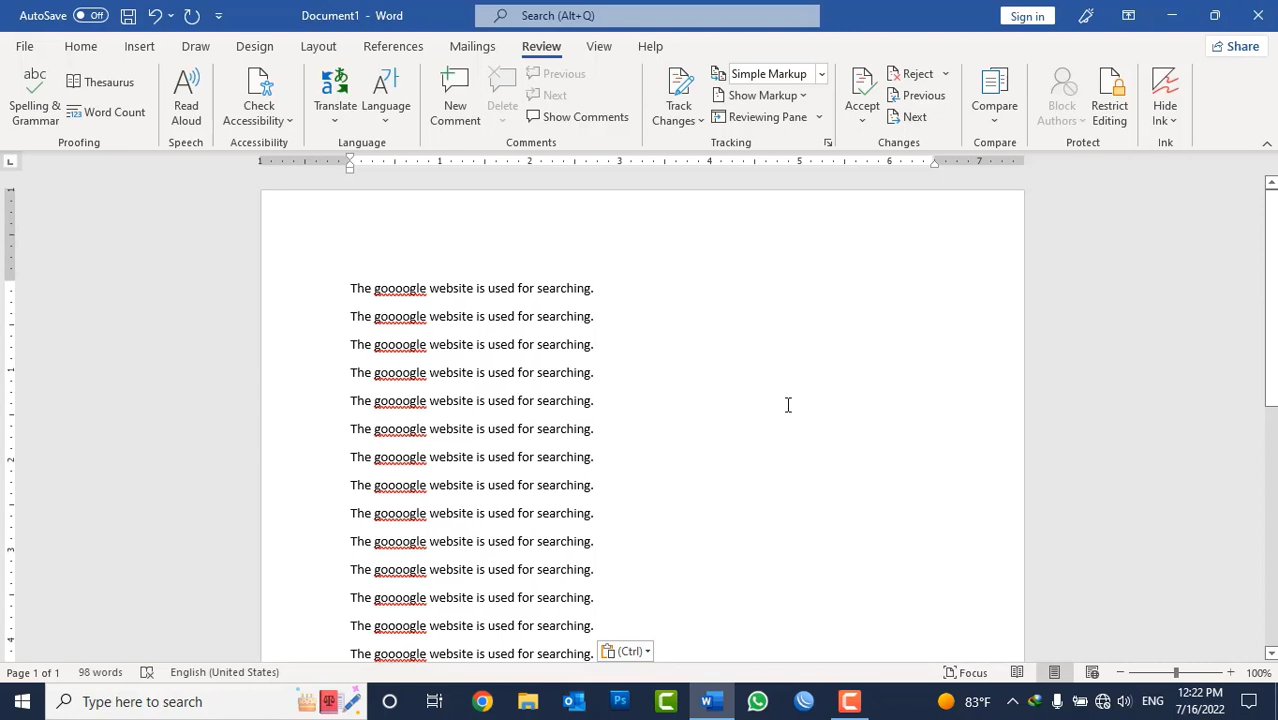 AutoSave Off Document1 - Word Search (Alt+Q) Sign in
File Home Insert Draw Design Layout References Mailings Review View Help Share
abc Spelling & Grammar Thesaurus Word Count Read Aloud Check Accessibility Translate Language New Comment Delete Previous Next Show Comments Track Changes Simple Markup Show Markup Reviewing Pane Accept Reject Previous Next Compare Block Authors Restrict Editing Hide Ink
Proofing Speech Accessibility Language Comments Tracking Changes Compare Protect Ink
1 1 2 3 4 5 6 7
The goooogle website is used for searching.
The goooogle website is used for searching.
The goooogle website is used for searching.
The goooogle website is used for searching.
The goooogle website is used for searching.
The goooogle website is used for searching.
The goooogle website is used for searching.
The goooogle website is used for searching.
The goooogle website is used for searching.
The goooogle website is used for searching.
The goooogle website is used for searching.
The goooogle website is used for searching.
The goooogle website is used for searching.
The goooogle website is used for searching. (Ctrl)
Page 1 of 1 98 words English (United States) Focus 100%
Type here to search 83°F ENG 12:22 PM
7/16/2022